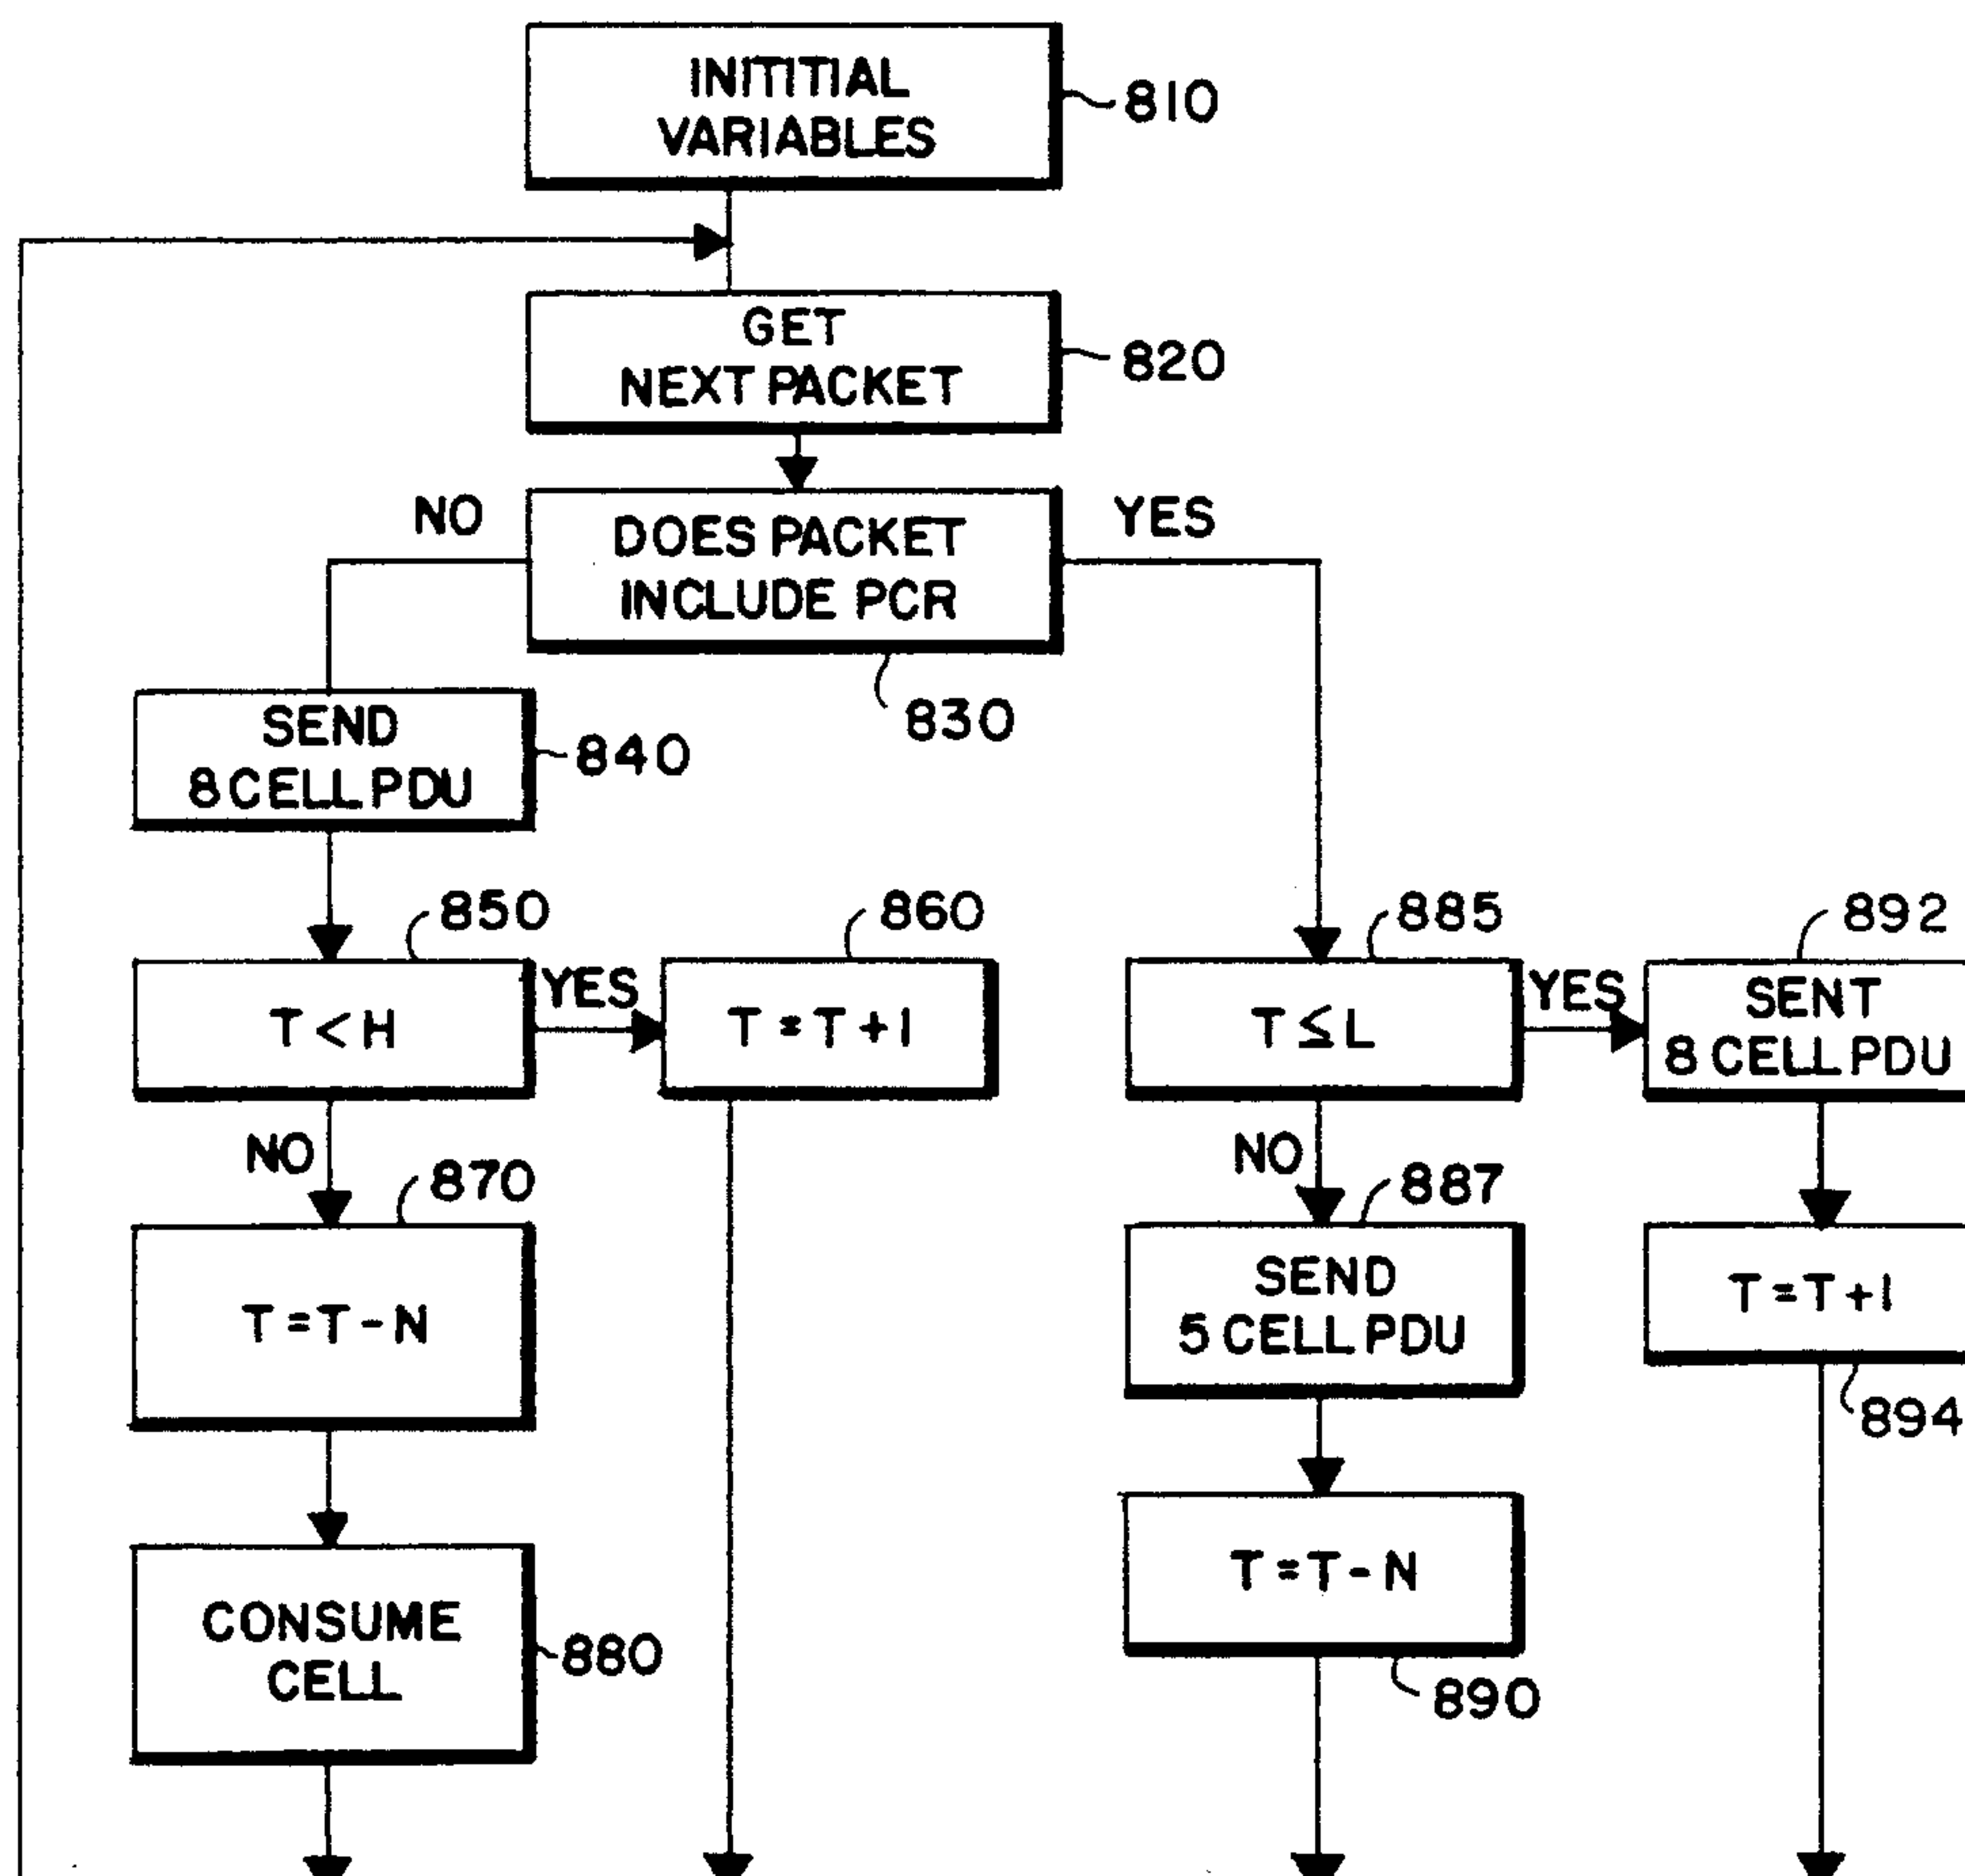 INITITIAL
VARIABLES
810
GET
NEXT PACKET
820
NO
DOES PACKET
INCLUDE PCR
YES
830
SEND
8 CELL PDU
840
850
860
885
892
T < H
YES
T = T + 1
T ≤ L
YES
SENT
8 CELL PDU
NO
870
NO
887
T = T - N
SEND
5 CELL PDU
T = T + 1
894
CONSUME
CELL
880
T = T - N
890